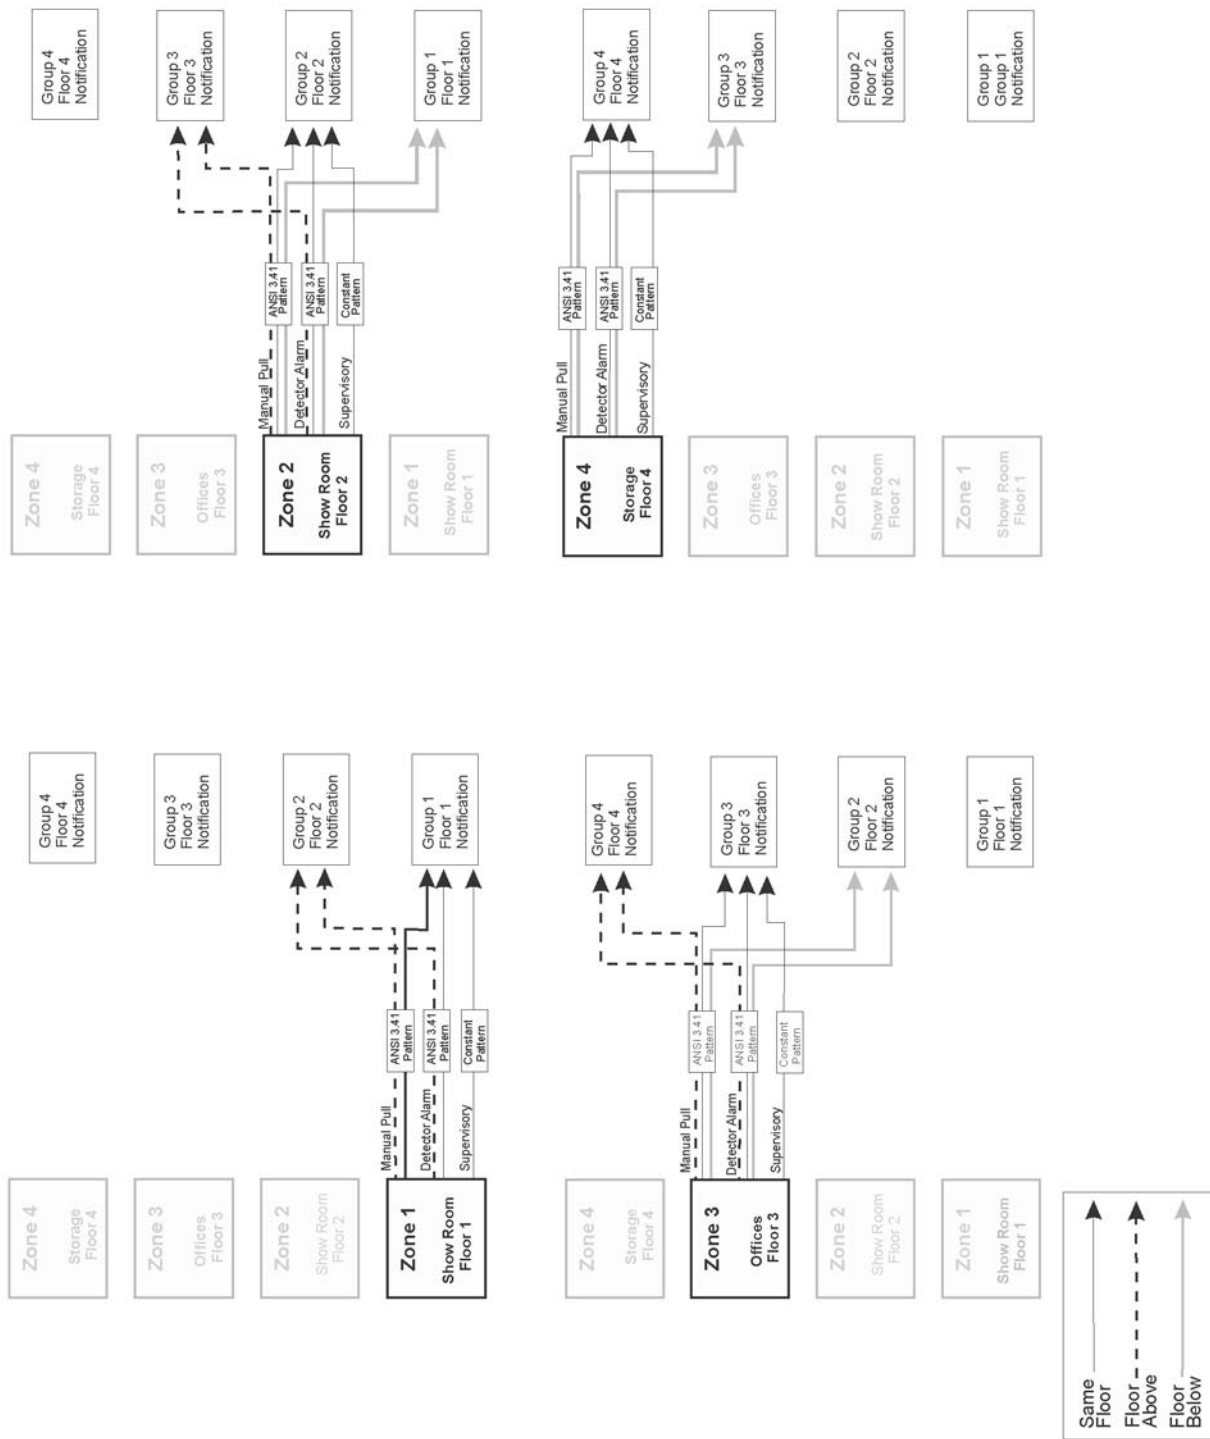 Zone 4
Storage
Floor 4
Group 4
Floor 4
Notification
Zone 3
Offices
Floor 3
Group 3
Floor 3
Notification
Zone 2
Show Room
Floor 2
Group 2
Floor 2
Notification
Zone 1
Show Room
Floor 1
Manual Pull
ANSI 3.41
Pattern
Detector Alarm
ANSI 3.41
Pattern
Supervisory
Constant
Pattern
Group 1
Floor 1
Notification
Zone 4
Storage
Floor 4
Group 4
Floor 4
Notification
Zone 3
Offices
Floor 3
Group 3
Floor 3
Notification
Zone 2
Show Room
Floor 2
Manual Pull
ANSI 3.41
Pattern
Detector Alarm
ANSI 3.41
Pattern
Supervisory
Constant
Pattern
Group 2
Floor 2
Notification
Zone 1
Show Room
Floor 1
Group 1
Floor 1
Notification
Zone 4
Storage
Floor 4
Group 4
Floor 4
Notification
Zone 3
Offices
Floor 3
Manual Pull
ANSI 3.41
Pattern
Detector Alarm
ANSI 3.41
Pattern
Supervisory
Constant
Pattern
Group 3
Floor 3
Notification
Zone 2
Show Room
Floor 2
Group 2
Floor 2
Notification
Zone 1
Show Room
Floor 1
Group 1
Floor 1
Notification
Zone 4
Storage
Floor 4
Manual Pull
ANSI 3.41
Pattern
Detector Alarm
ANSI 3.41
Pattern
Supervisory
Constant
Pattern
Group 4
Floor 4
Notification
Zone 3
Offices
Floor 3
Group 3
Floor 3
Notification
Zone 2
Show Room
Floor 2
Group 2
Floor 2
Notification
Zone 1
Show Room
Floor 1
Group 1
Group 1
Notification
Same
Floor
Floor
Above
Floor
Below